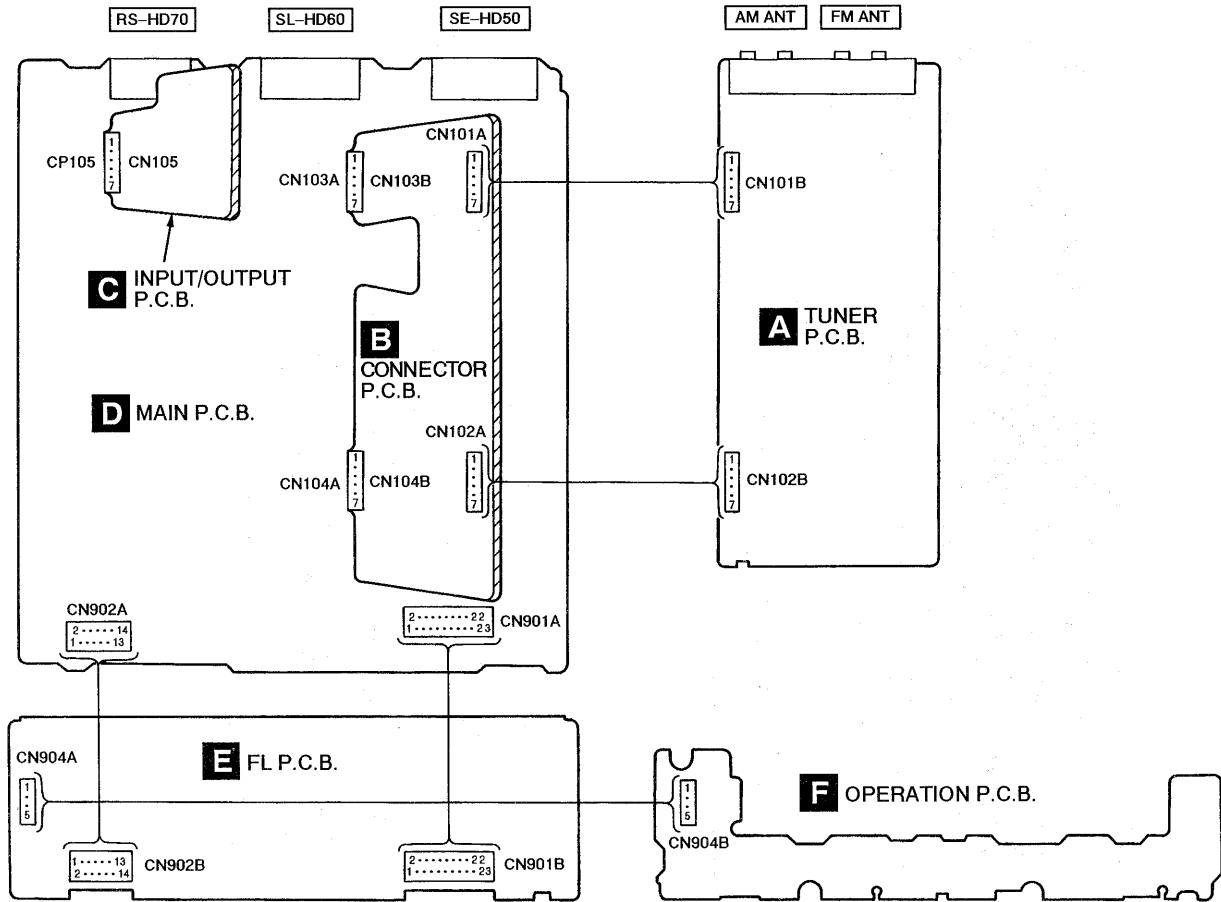 RS–HD70
SL–HD60
SE–HD50
AM ANT
FM ANT
CP105
1
7
CN105
CN103A
1
7
CN103B
CN101A
1
7
1
7
CN101B
C
INPUT/OUTPUT
P.C.B.
B
CONNECTOR
P.C.B.
A
TUNER
P.C.B.
D
MAIN P.C.B.
CN102A
CN104A
1
7
CN104B
1
7
1
7
CN102B
CN902A
2 · · · · · 14
1 · · · · · 13
2 · · · · · · · · 22
1 · · · · · · · · · 23
CN901A
CN904A
1
5
E
FL P.C.B.
1
5
CN904B
F
OPERATION P.C.B.
1 · · · · · 13
2 · · · · · 14
CN902B
2 · · · · · · · · 22
1 · · · · · · · · · 23
CN901B